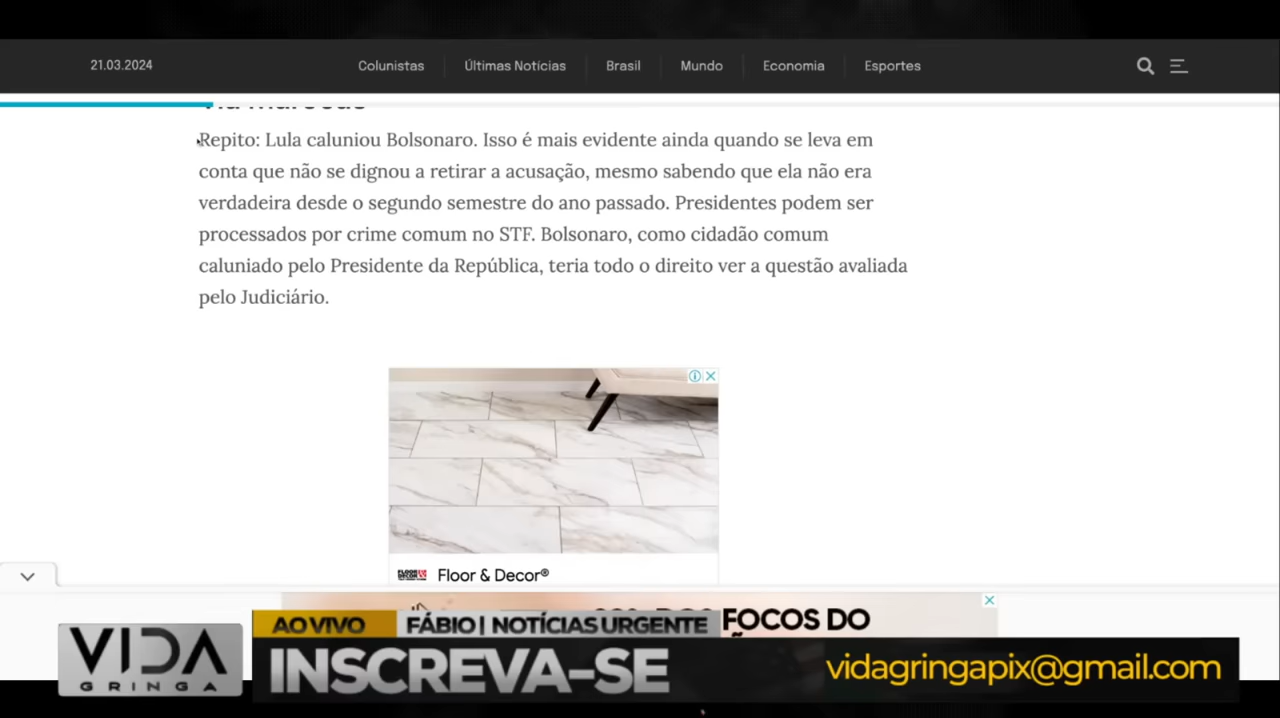 21.03.2024
Colunistas
Últimas Notícias
Brasil
Mundo
Economia
Esportes
Repito: Lula caluniou Bolsonaro. Isso é mais evidente ainda quando se leva em
conta que não se dignou a retirar a acusação, mesmo sabendo que ela não era
verdadeira desde o segundo semestre do ano passado. Presidentes podem ser
processados por crime comum no STF. Bolsonaro, como cidadão comum
caluniado pelo Presidente da República, teria todo o direito ver a questão avaliada
pelo Judiciário.
FLOOR DECOR
Floor & Decor®
FOCOS DO
AO VIVO
FÁBIO | NOTÍCIAS URGENTE
VIDA
GRINGA
INSCREVA-SE
vidagringapix@gmail.com